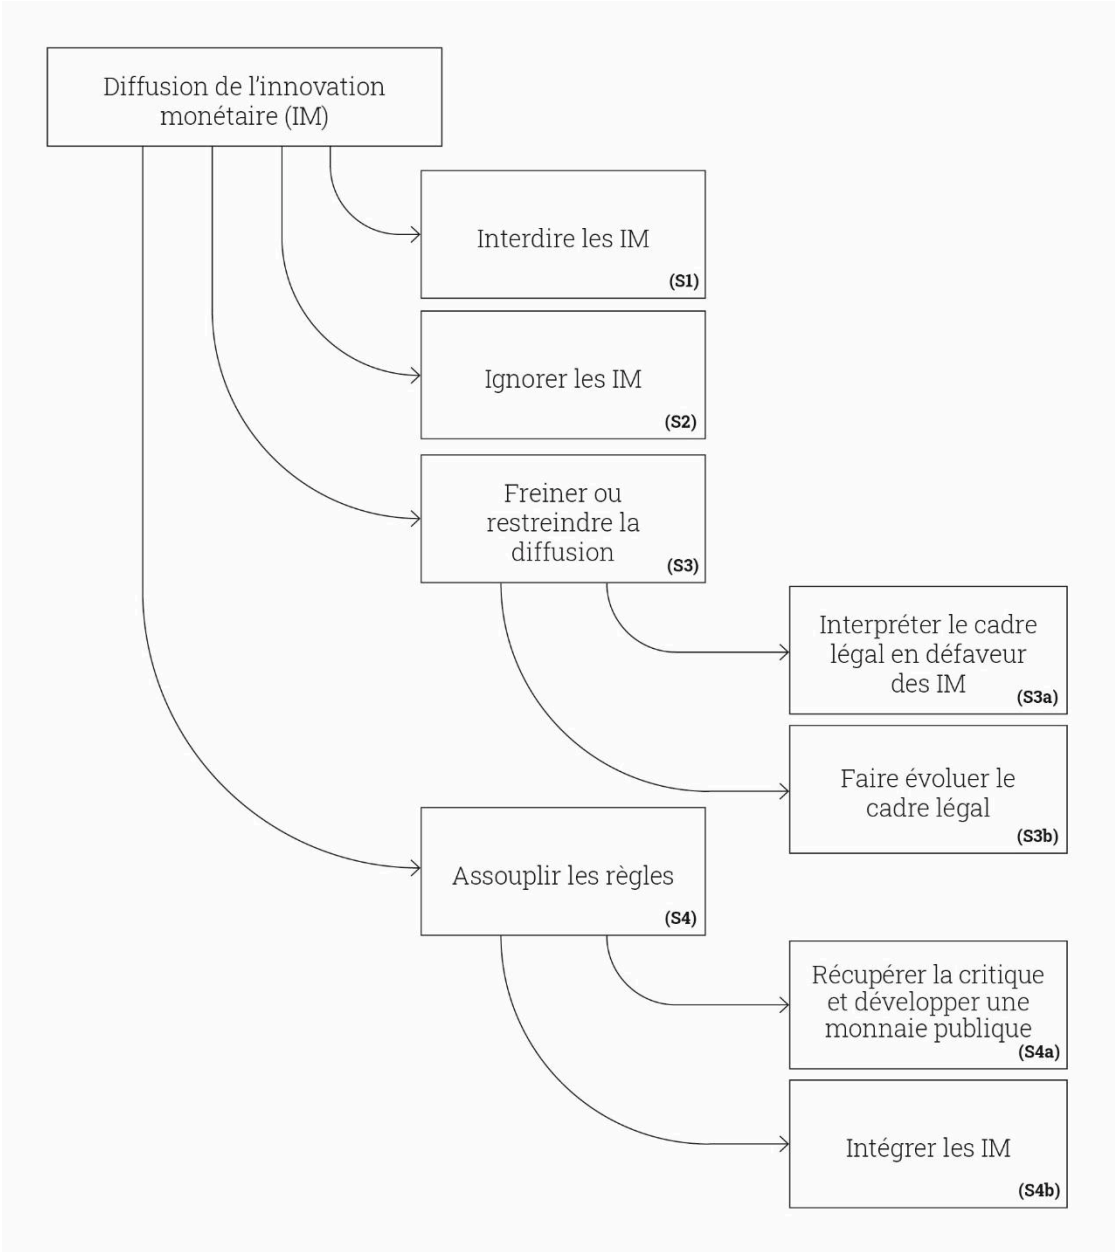 Diffusion de l'innovation
monétaire (IM)
Interdire les IM
(S1)
Ignorer les IM
(S2)
Freiner ou
restreindre la
diffusion
(S3)
Interpréter le cadre
légal en défaveur
des IM
(S3a)
Faire évoluer le
cadre légal
(S3b)
Assouplir les règles
(S4)
Récupérer la critique
et développer une
monnaie publique
(S4a)
Intégrer les IM
(S4b)